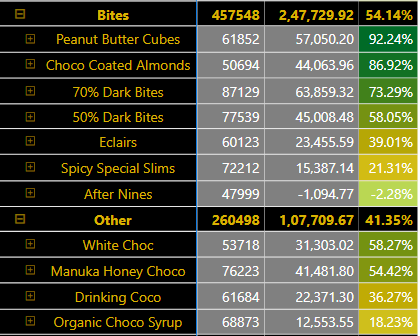 Bites 457548 2,47,729.92 54.14%
Peanut Butter Cubes 61852 57,050.20 92.24%
Choco Coated Almonds 50694 44,063.96 86.92%
70% Dark Bites 87129 63,859.32 73.29%
50% Dark Bites 77539 45,008.48 58.05%
Eclairs 60123 23,455.59 39.01%
Spicy Special Slims 72212 15,387.14 21.31%
After Nines 47999 -1,094.77 -2.28%
Other 260498 1,07,709.67 41.35%
White Choc 53718 31,303.02 58.27%
Manuka Honey Choco 76223 41,481.80 54.42%
Drinking Coco 61684 22,371.30 36.27%
Organic Choco Syrup 68873 12,553.55 18.23%